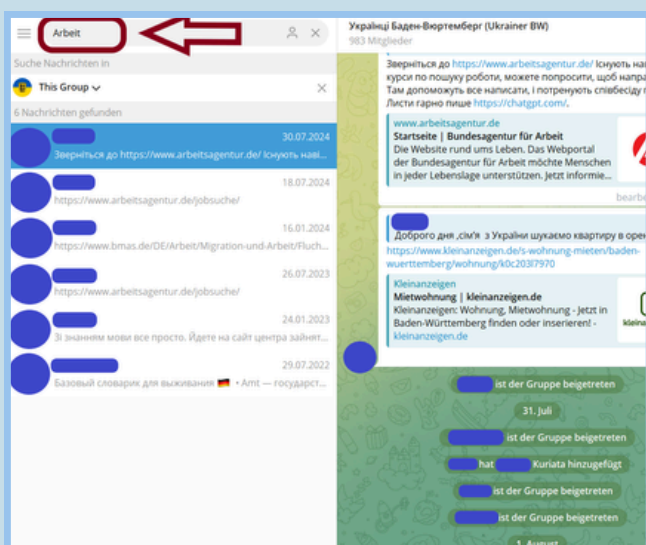 Arbeit
Suche Nachrichten in
This Group
6 Nachrichten gefunden
30.07.2024
Зверніться до https://www.arbeitsagentur.de/ Існують наві...
18.07.2024
https://www.arbeitsagentur.de/jobsuche/
16.01.2024
https://www.bmas.de/DE/Arbeit/Migration-und-Arbeit/Fluch...
26.07.2023
https://www.arbeitsagentur.de/jobsuche/
24.01.2023
Зі знанням мови все просто. Йдете на сайт центра зайнят...
29.07.2022
Базовый словарик для выживания 🇩🇪 • Amt — государст...
Українці Баден-Вюртемберг (Ukrainer BW)
983 Mitglieder
Зверніться до https://www.arbeitsagentur.de/ Існують на
курси по пошуку роботи, можете попросити, щоб напра
Там допоможуть все написати, і потренують співбесіду
Листи гарно пише https://chatgpt.com/.
www.arbeitsagentur.de
Startseite | Bundesagentur für Arbeit
Die Website rund ums Leben. Das Webportal
der Bundesagentur für Arbeit möchte Menschen
in jeder Lebenslage unterstützen. Jetzt informie...
bearbe
Доброго дня ,сім'я з України шукаємо квартиру в орен
https://www.kleinanzeigen.de/s-wohnung-mieten/baden-
wuerttemberg/wohnung/k0c203l7970
Kleinanzeigen
Mietwohnung | kleinanzeigen.de
Kleinanzeigen: Wohnung, Mietwohnung - Jetzt in
Baden-Württemberg finden oder inserieren! -
kleinanzeigen.de
kleina
ist der Gruppe beigetreten
31. Juli
ist der Gruppe beigetreten
hat Kuriata hinzugefügt
ist der Gruppe beigetreten
ist der Gruppe beigetreten
1. August